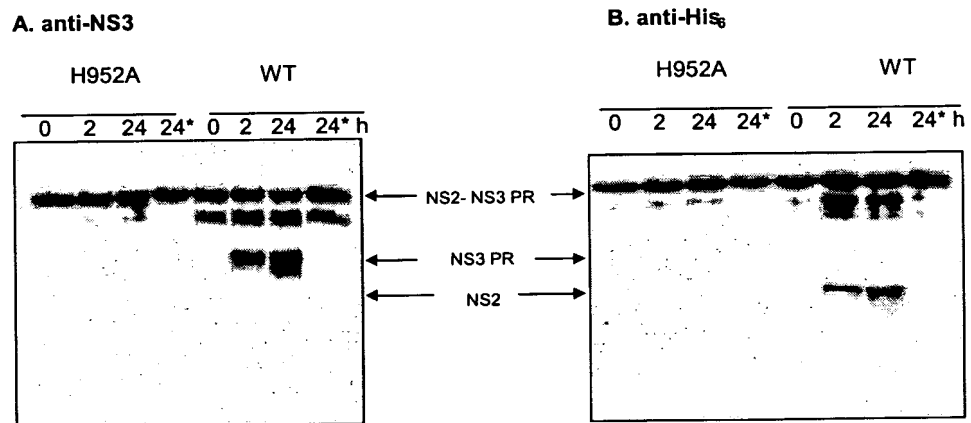 A. anti-NS3
H952A WT
0 2 24 24* 0 2 24 24* h
B. anti-His6
H952A WT
0 2 24 24* 0 2 24 24* h
NS2- NS3 PR
NS3 PR
NS2